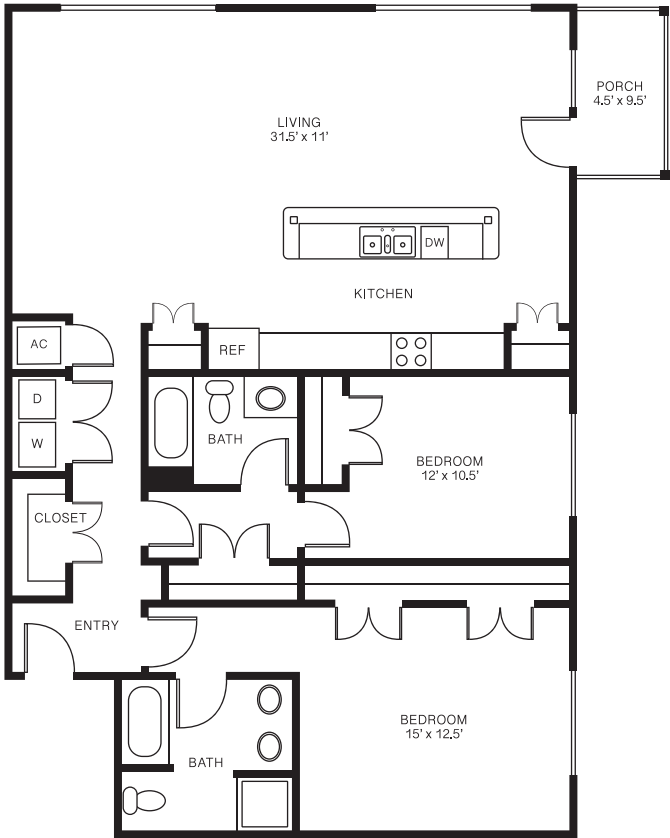 PORCH
4.5' x 9.5'
LIVING
31.5' x 11'
DW
KITCHEN
AC
REF
D
W
BATH
BEDROOM
12' x 10.5'
CLOSET
ENTRY
BEDROOM
15' x 12.5'
BATH